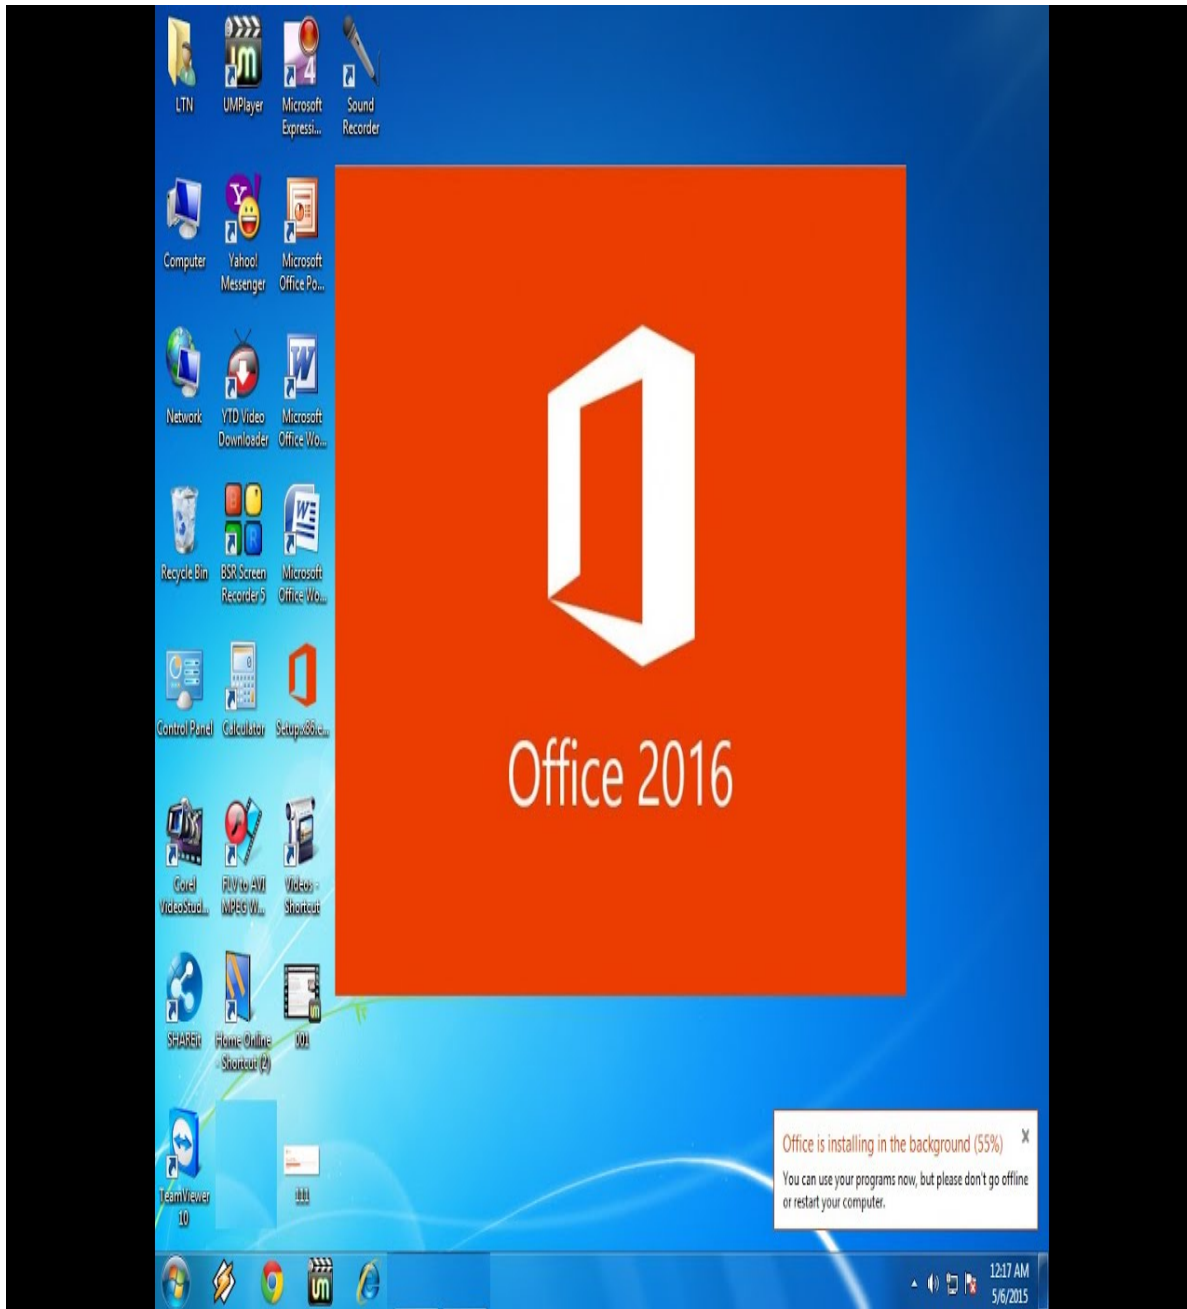 LTN
UMPlayer
Microsoft
Expressi...
Sound
Recorder
Computer
Yahoo!
Messenger
Microsoft
Office Po...
Network
YTD Video
Downloader
Microsoft
Office Wo...
Recycle Bin
BSR Screen
Recorder 5
Microsoft
Office Wo...
Control Panel
Calculator
Setup.x86.e...
Corel
VideoStud...
FLV to AVI
MPEG W...
Videos -
Shortcut
SHAREit
Home Online
- Shortcut (2)
001
TeamViewer
10
111
Office 2016
Office is installing in the background (55%)
You can use your programs now, but please don't go offline
or restart your computer.
12:17 AM
5/6/2015